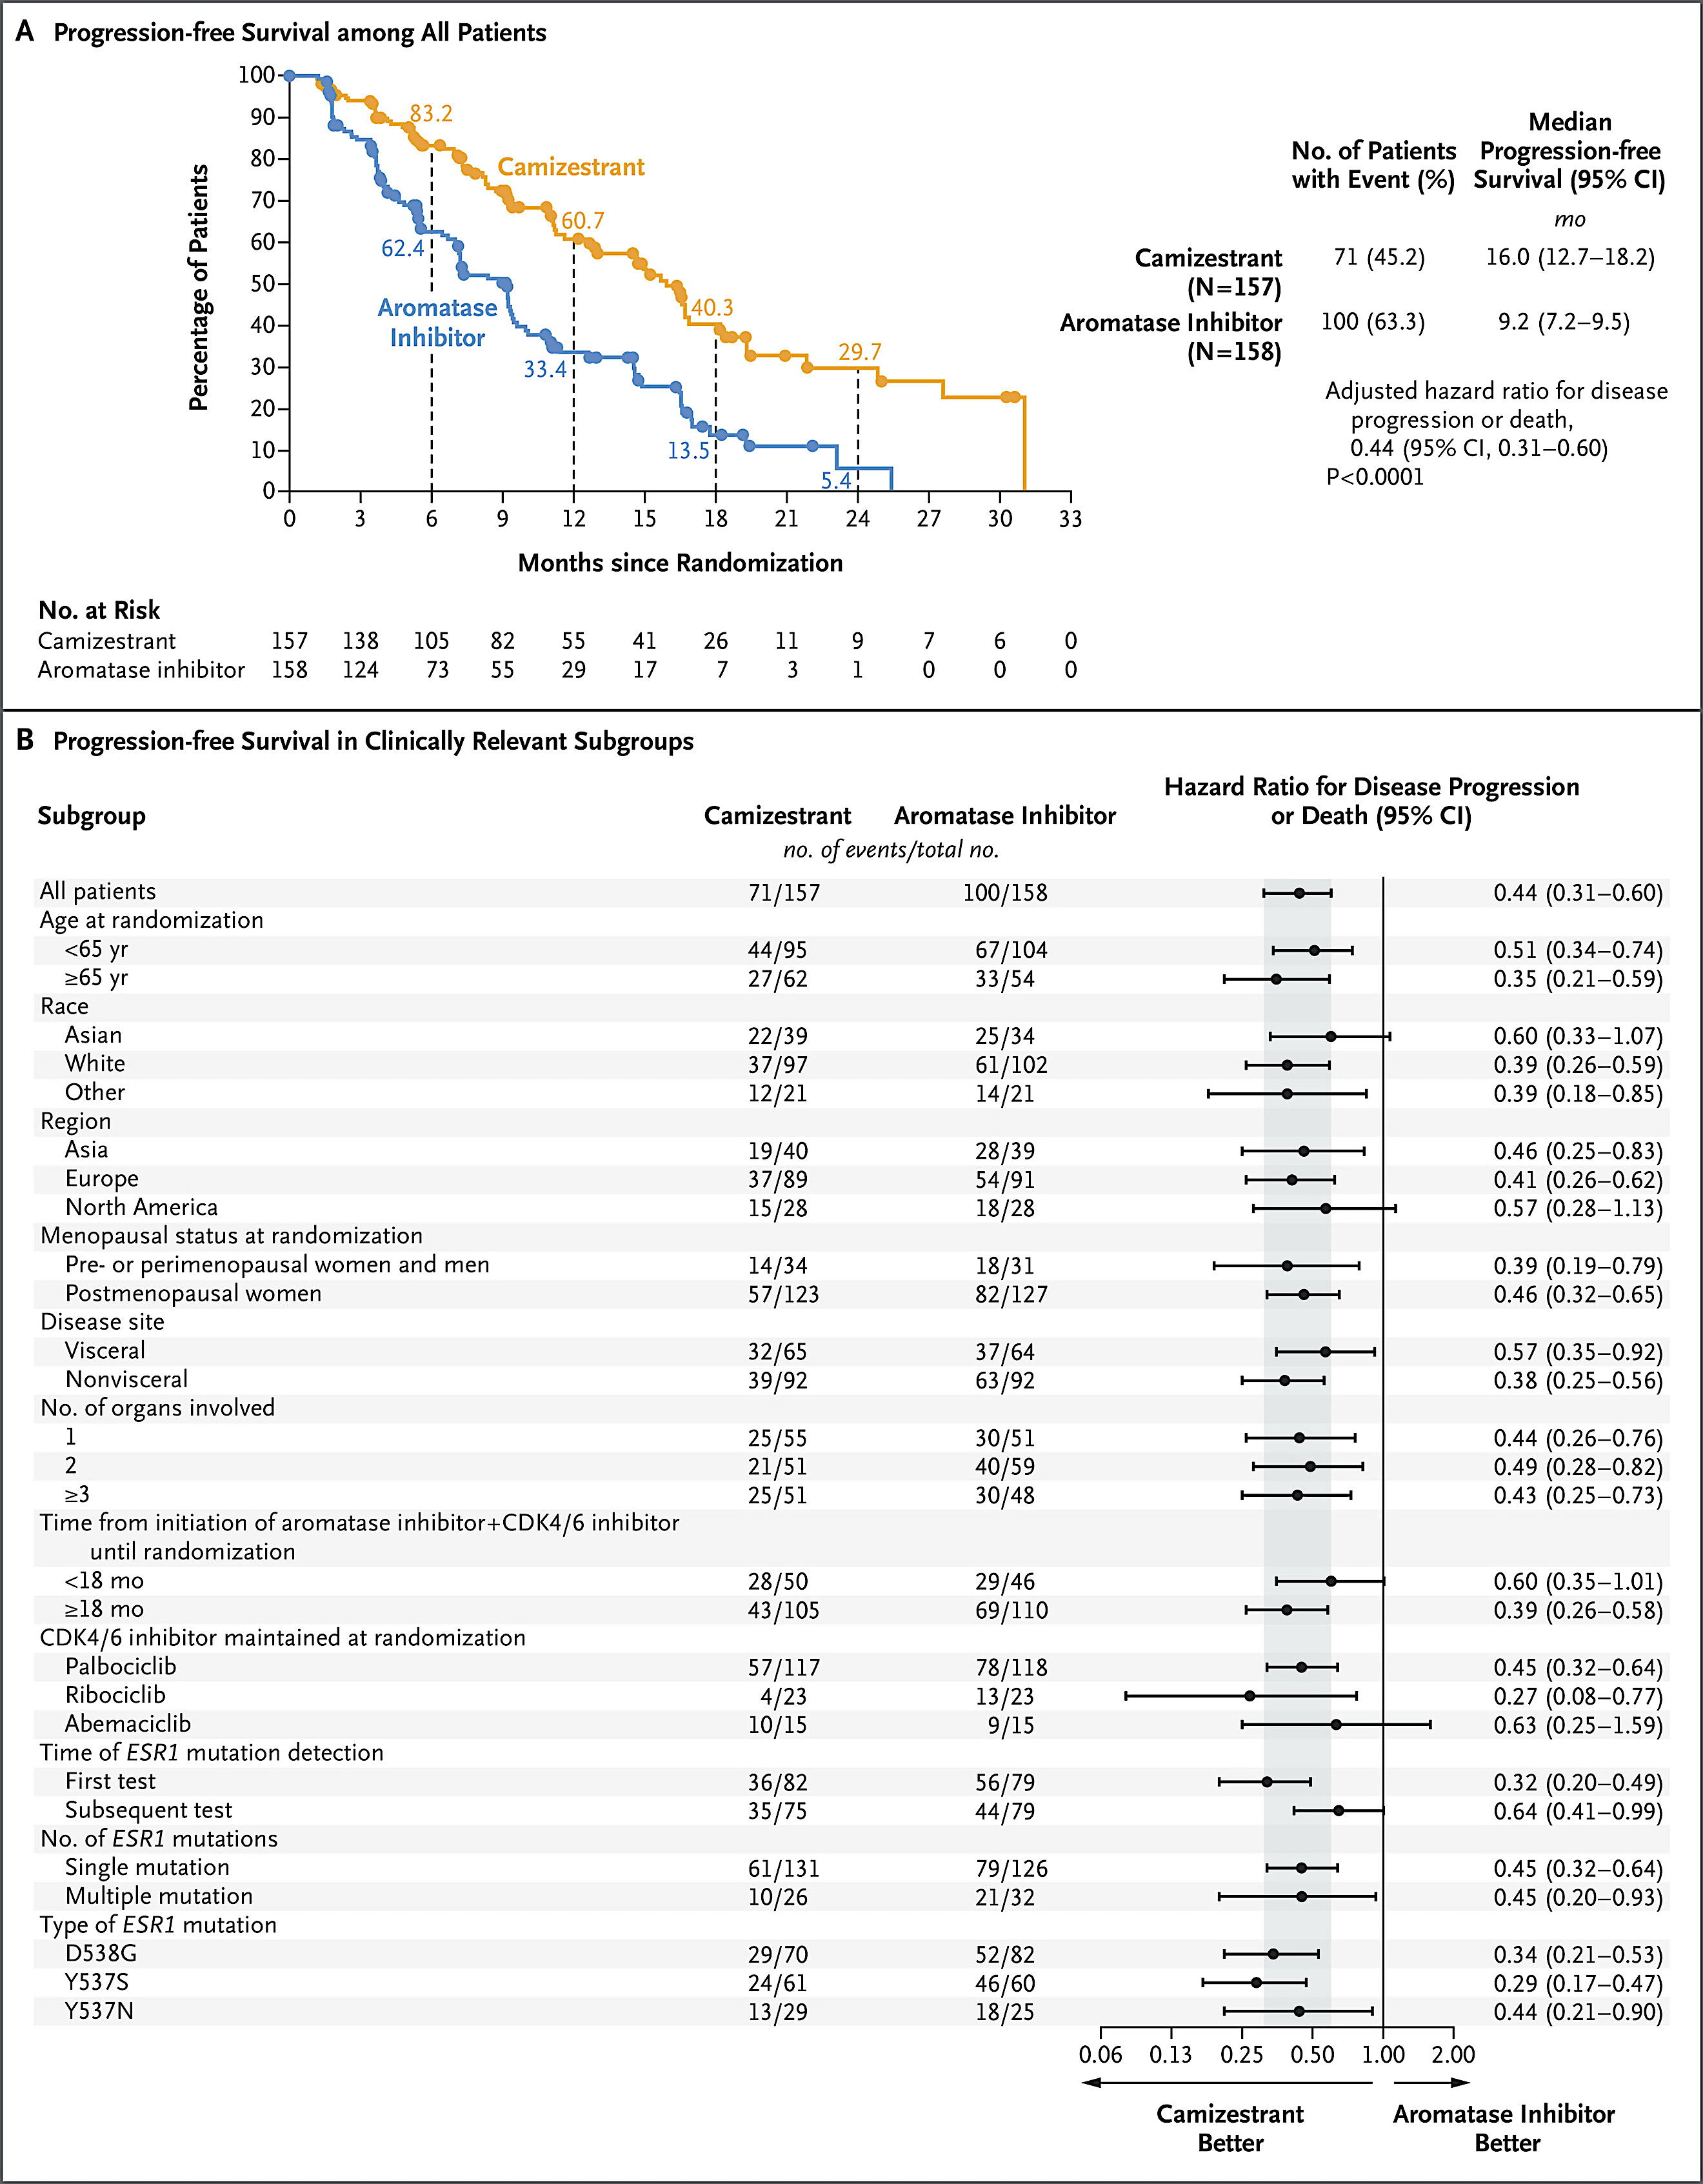 A Progression-free Survival among All Patients
100
90
80
70
60
50
40
30
20
10
0
Percentage of Patients
83.2
Camizestrant
60.7
62.4
Aromatase
Inhibitor
40.3
33.4
29.7
13.5
5.4
0 3 6 9 12 15 18 21 24 27 30 33
Months since Randomization
No. of Patients
with Event (%)
Median
Progression-free
Survival (95% CI)
mo
Camizestrant
(N=157)
71 (45.2) 16.0 (12.7–18.2)
Aromatase Inhibitor
(N=158)
100 (63.3) 9.2 (7.2–9.5)
Adjusted hazard ratio for disease
progression or death,
0.44 (95% CI, 0.31–0.60)
P<0.0001
No. at Risk
Camizestrant 157 138 105 82 55 41 26 11 9 7 6 0
Aromatase inhibitor 158 124 73 55 29 17 7 3 1 0 0 0
B Progression-free Survival in Clinically Relevant Subgroups
Subgroup Camizestrant Aromatase Inhibitor
Hazard Ratio for Disease Progression
or Death (95% CI)
no. of events/total no.
All patients 71/157 100/158 0.44 (0.31–0.60)
Age at randomization
<65 yr 44/95 67/104 0.51 (0.34–0.74)
≥65 yr 27/62 33/54 0.35 (0.21–0.59)
Race
Asian 22/39 25/34 0.60 (0.33–1.07)
White 37/97 61/102 0.39 (0.26–0.59)
Other 12/21 14/21 0.39 (0.18–0.85)
Region
Asia 19/40 28/39 0.46 (0.25–0.83)
Europe 37/89 54/91 0.41 (0.26–0.62)
North America 15/28 18/28 0.57 (0.28–1.13)
Menopausal status at randomization
Pre- or perimenopausal women and men 14/34 18/31 0.39 (0.19–0.79)
Postmenopausal women 57/123 82/127 0.46 (0.32–0.65)
Disease site
Visceral 32/65 37/64 0.57 (0.35–0.92)
Nonvisceral 39/92 63/92 0.38 (0.25–0.56)
No. of organs involved
1 25/55 30/51 0.44 (0.26–0.76)
2 21/51 40/59 0.49 (0.28–0.82)
≥3 25/51 30/48 0.43 (0.25–0.73)
Time from initiation of aromatase inhibitor+CDK4/6 inhibitor
until randomization
<18 mo 28/50 29/46 0.60 (0.35–1.01)
≥18 mo 43/105 69/110 0.39 (0.26–0.58)
CDK4/6 inhibitor maintained at randomization
Palbociclib 57/117 78/118 0.45 (0.32–0.64)
Ribociclib 4/23 13/23 0.27 (0.08–0.77)
Abemaciclib 10/15 9/15 0.63 (0.25–1.59)
Time of ESR1 mutation detection
First test 36/82 56/79 0.32 (0.20–0.49)
Subsequent test 35/75 44/79 0.64 (0.41–0.99)
No. of ESR1 mutations
Single mutation 61/131 79/126 0.45 (0.32–0.64)
Multiple mutation 10/26 21/32 0.45 (0.20–0.93)
Type of ESR1 mutation
D538G 29/70 52/82 0.34 (0.21–0.53)
Y537S 24/61 46/60 0.29 (0.17–0.47)
Y537N 13/29 18/25 0.44 (0.21–0.90)
0.06 0.13 0.25 0.50 1.00 2.00
Camizestrant
Better
Aromatase Inhibitor
Better